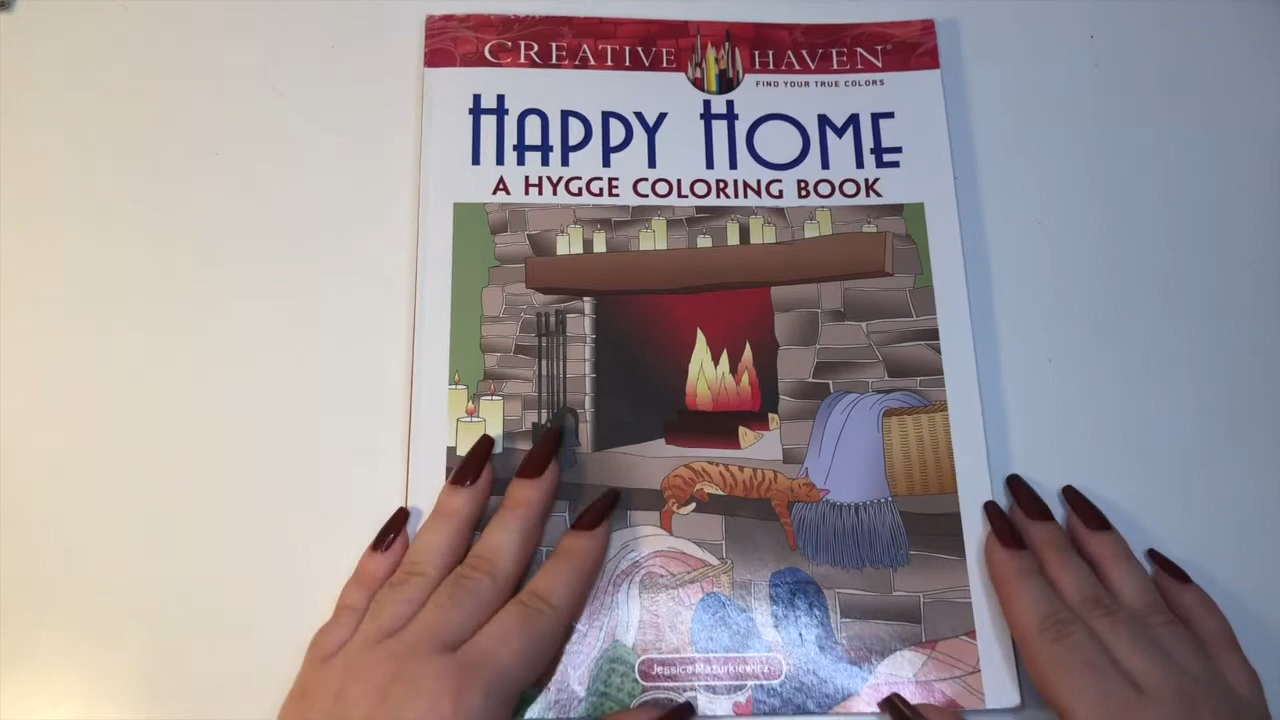 CREATIVE HAVEN®
FIND YOUR TRUE COLORS
HAPPY HOME
A HYGGE COLORING BOOK
Jessica Mazurkiewicz